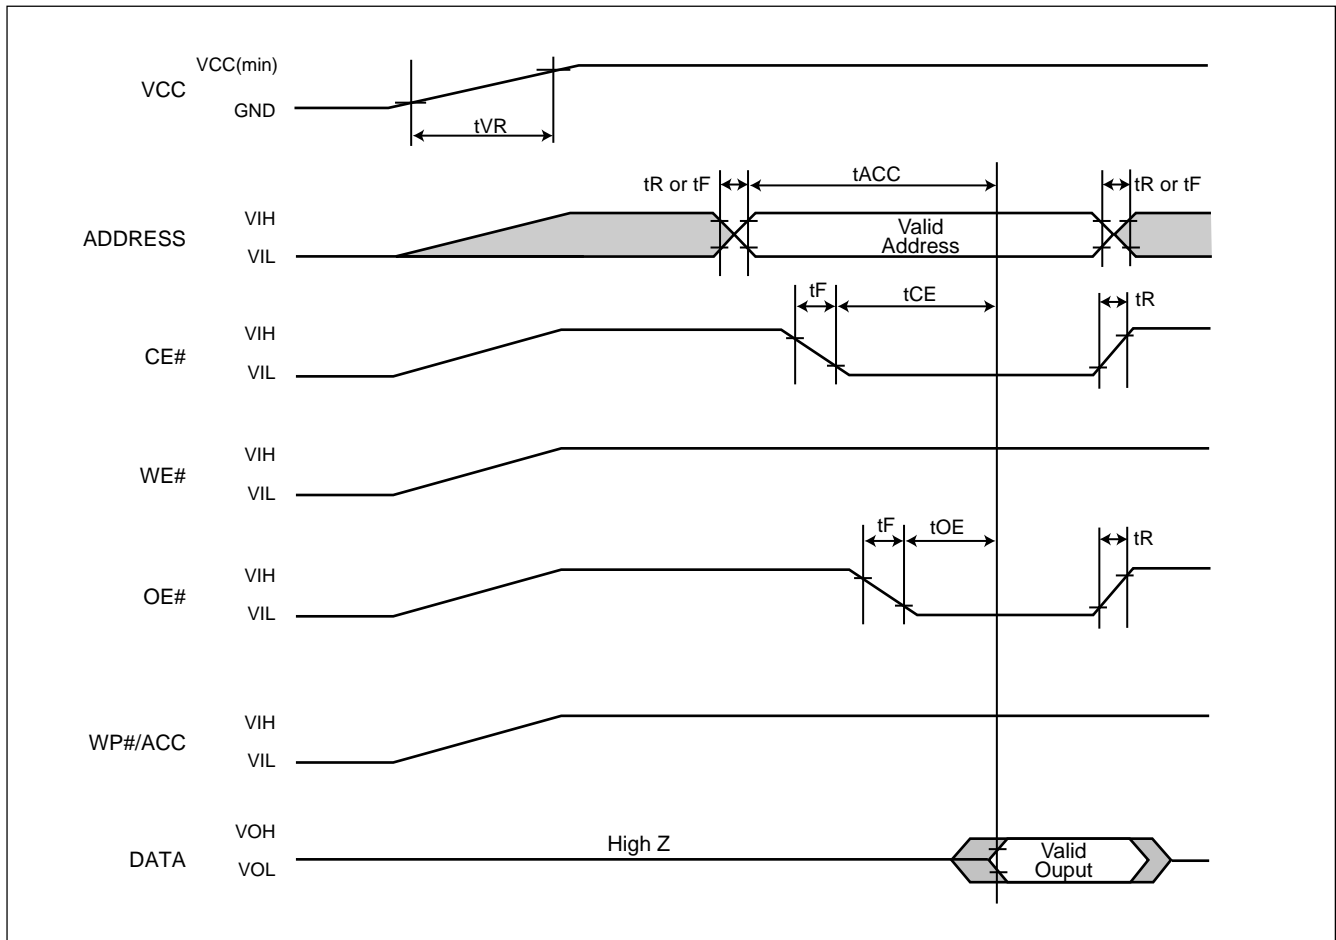 VCC(min)
VCC
GND
tVR
tR or tF
tACC
tR or tF
VIH
ADDRESS
VIL
Valid
Address
tF
tCE
tR
VIH
CE#
VIL
VIH
WE#
VIL
tF
tOE
tR
VIH
OE#
VIL
VIH
WP#/ACC
VIL
VOH
High Z
DATA
VOL
Valid
Ouput